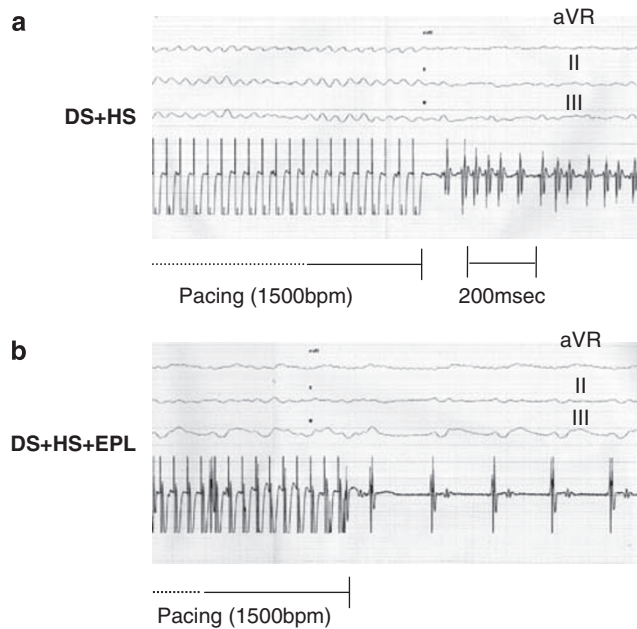 a
aVR
II
III
DS+HS
Pacing (1500bpm)
200msec
b
aVR
II
III
DS+HS+EPL
Pacing (1500bpm)